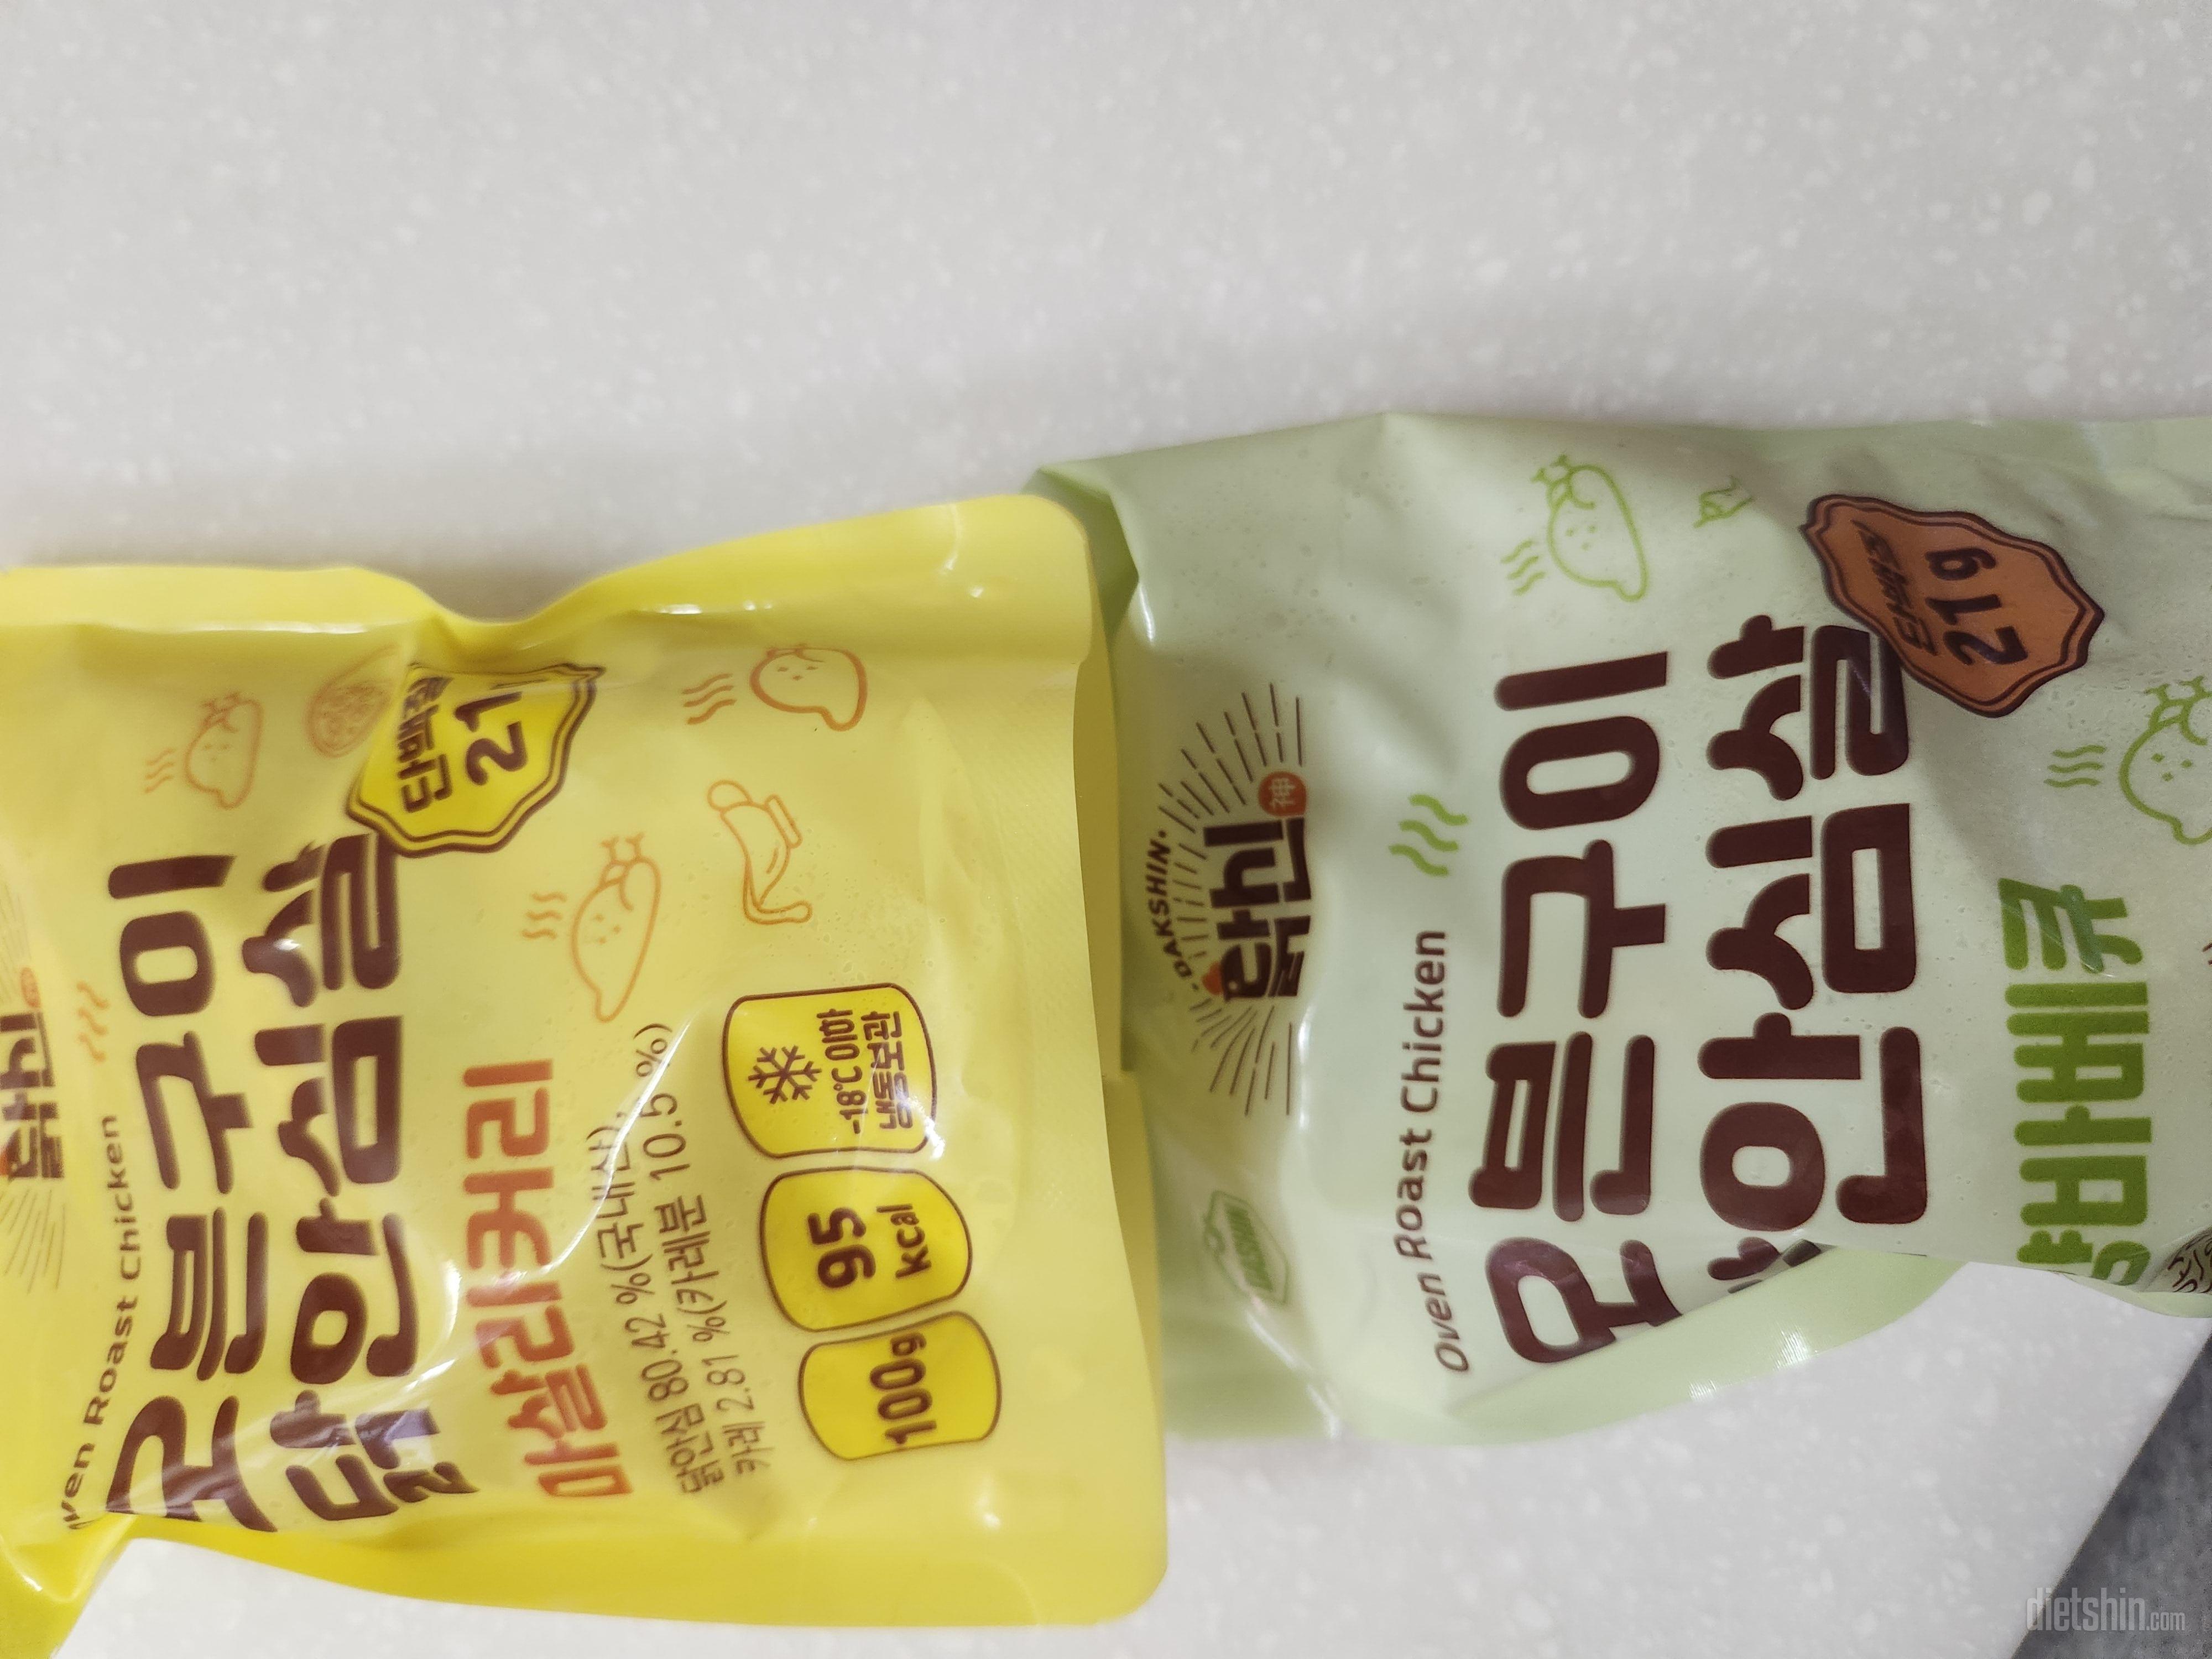 닭신
Oven Roast Chicken
오븐구이
닭안심살
단백질
21
마살라커리
닭안심 80.42 %(국내산),
카레 2.81 %(카레분 10.5 %)
100g
95
kcal
-18℃ 이하
냉동보관
DAKSHIN
닭신
神
DAKSHIN
Oven Roast Chicken
오븐구이
안심살
단백질
21g
바베큐
dietshin.com